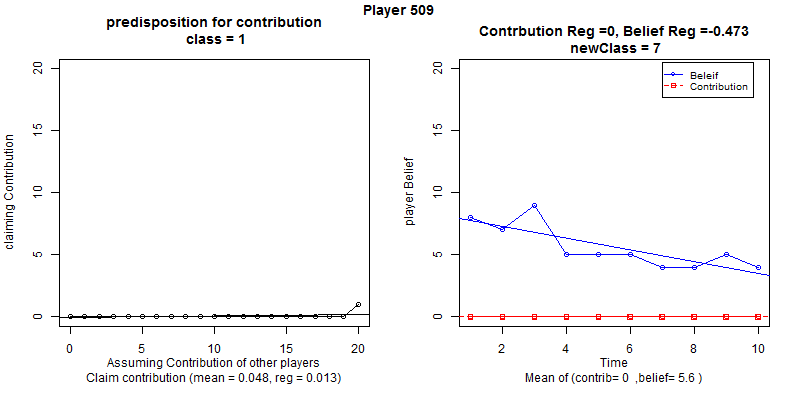 Player 509
predisposition for contribution
class = 1
claiming Contribution
20
15
10
5
0
0 5 10 15 20
Assuming Contribution of other players
Claim contribution (mean = 0.048, reg = 0.013)
Contrbution Reg =0, Belief Reg =-0.473
newClass = 7
Beleif
Contribution
player Belief
20
15
10
5
0
2 4 6 8 10
Time
Mean of (contrib= 0 ,belief= 5.6 )